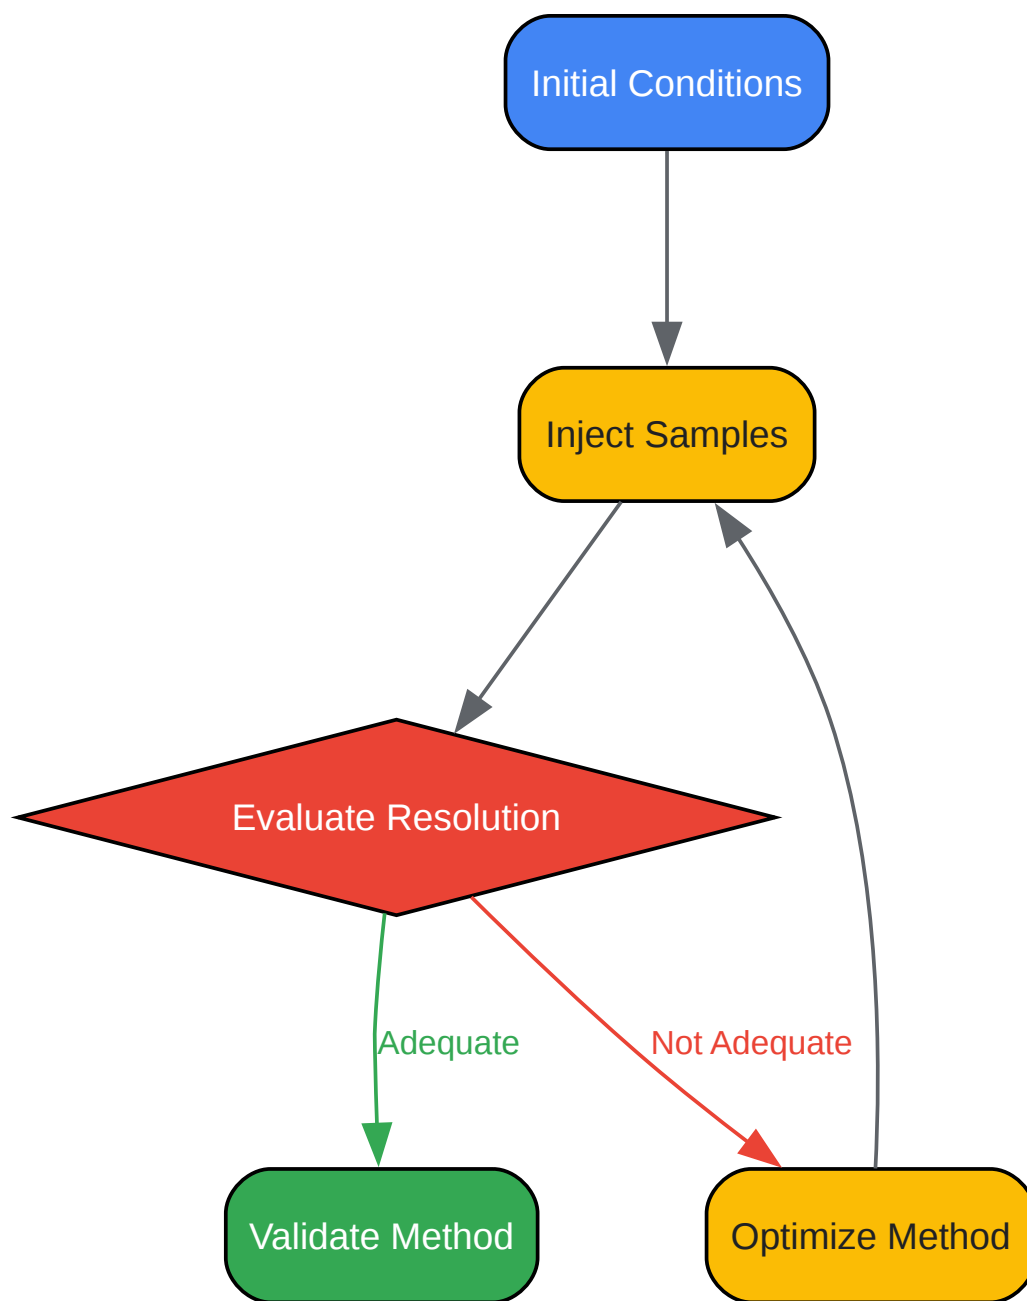 Initial Conditions
Inject Samples
Evaluate Resolution
Adequate
Not Adequate
Validate Method
Optimize Method